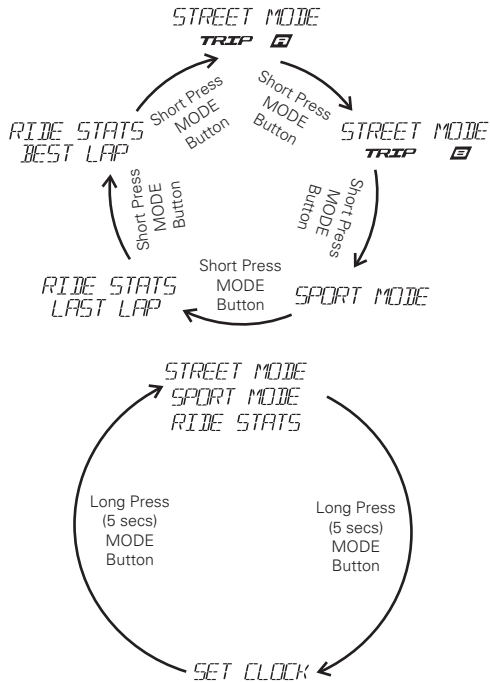 STREET MODE
TRIP A
Short Press
MODE
Button
STREET MODE
TRIP B
Short Press
MODE
Button
SPORT MODE
Short Press
MODE
Button
RIDE STATS
LAST LAP
Short Press
MODE
Button
RIDE STATS
BEST LAP
Short Press
MODE
Button
STREET MODE
SPORT MODE
RIDE STATS
Long Press
(5 secs)
MODE
Button
SET CLOCK
Long Press
(5 secs)
MODE
Button